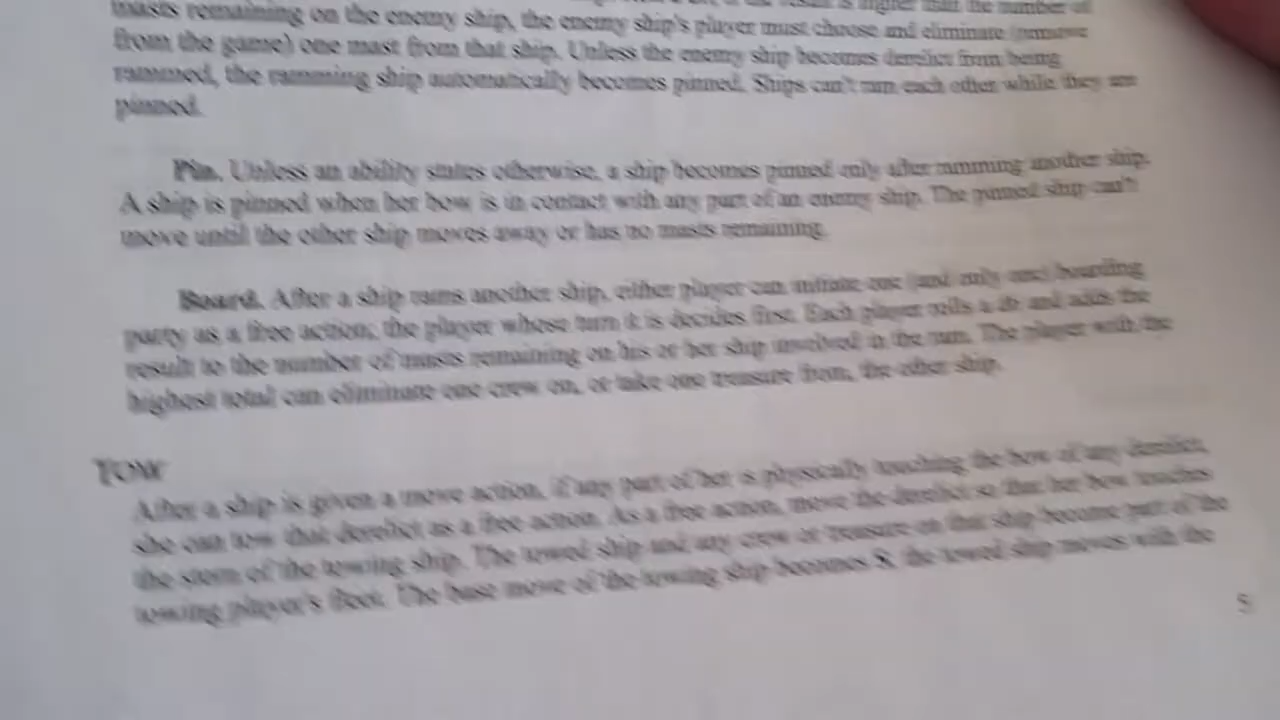 masts remaining on the enemy ship, the enemy ship's player must choose and eliminate (remove
from the game) one mast from that ship. Unless the enemy ship becomes derelict from being
rammed, the ramming ship automatically becomes pinned. Ships can't ram each other while they are
pinned.
Pin. Unless an ability states otherwise, a ship becomes pinned only after ramming another ship.
A ship is pinned when her bow is in contact with any part of an enemy ship. The pinned ship can't
move until the other ship moves away or has no masts remaining.
Board. After a ship rams another ship, either player can initiate one (and only one) boarding
party as a free action; the player whose turn it is decides first. Each player rolls a d6 and adds the
result to the number of masts remaining on his or her ship involved in the ram. The player with the
highest total can eliminate one crew on, or take one treasure from, the other ship.
TOW
After a ship is given a move action, if any part of her is physically touching the bow of any derelict,
she can tow that derelict as a free action. As a free action, move the derelict so that her bow touches
the stern of the towing ship. The towed ship and any crew or treasure on that ship become part of the
towing player's fleet. The base move of the towing ship becomes S; the towed ship moves with the
5